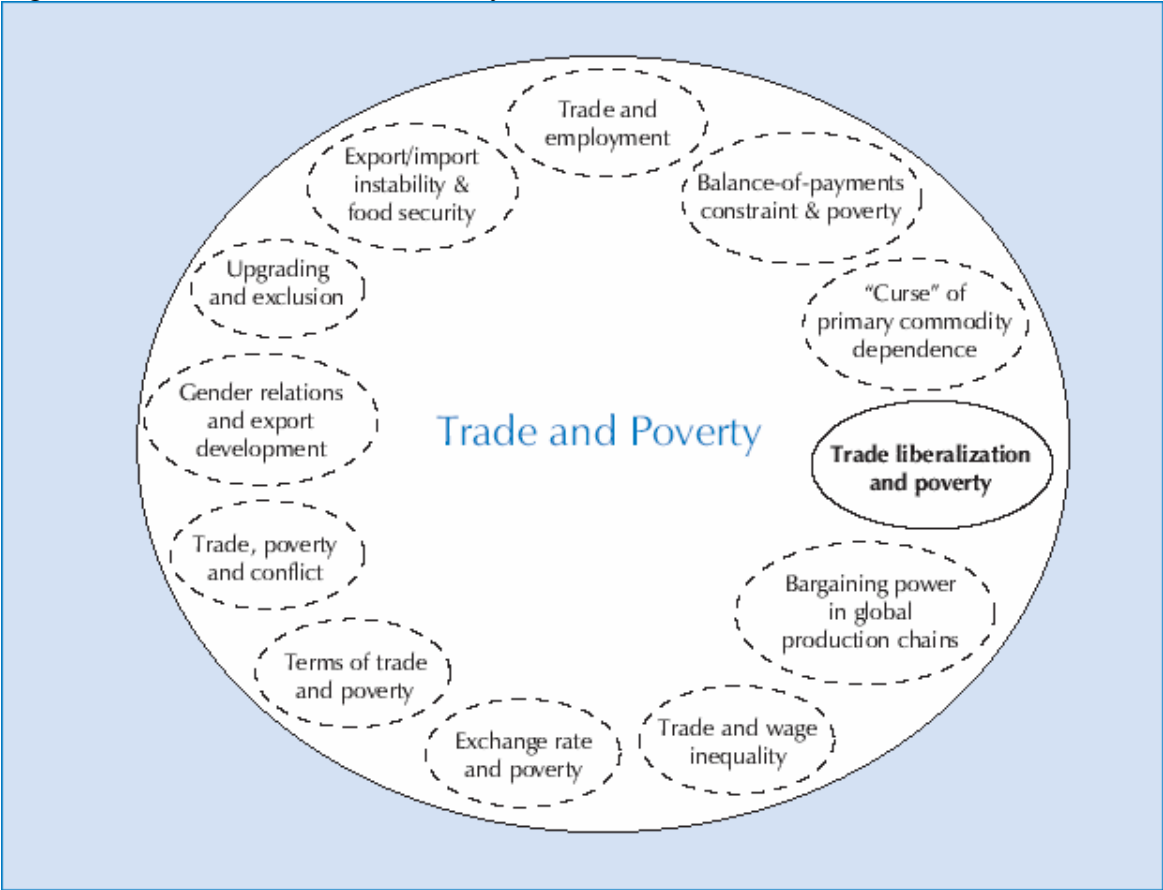 Trade and
employment
Export/import
instability &
food security
Balance-of-payments
constraint & poverty
Upgrading
and exclusion
"Curse" of
primary commodity
dependence
Gender relations
and export
development
Trade and Poverty
Trade liberalization
and poverty
Trade, poverty
and conflict
Bargaining power
in global
production chains
Terms of trade
and poverty
Exchange rate
and poverty
Trade and wage
inequality